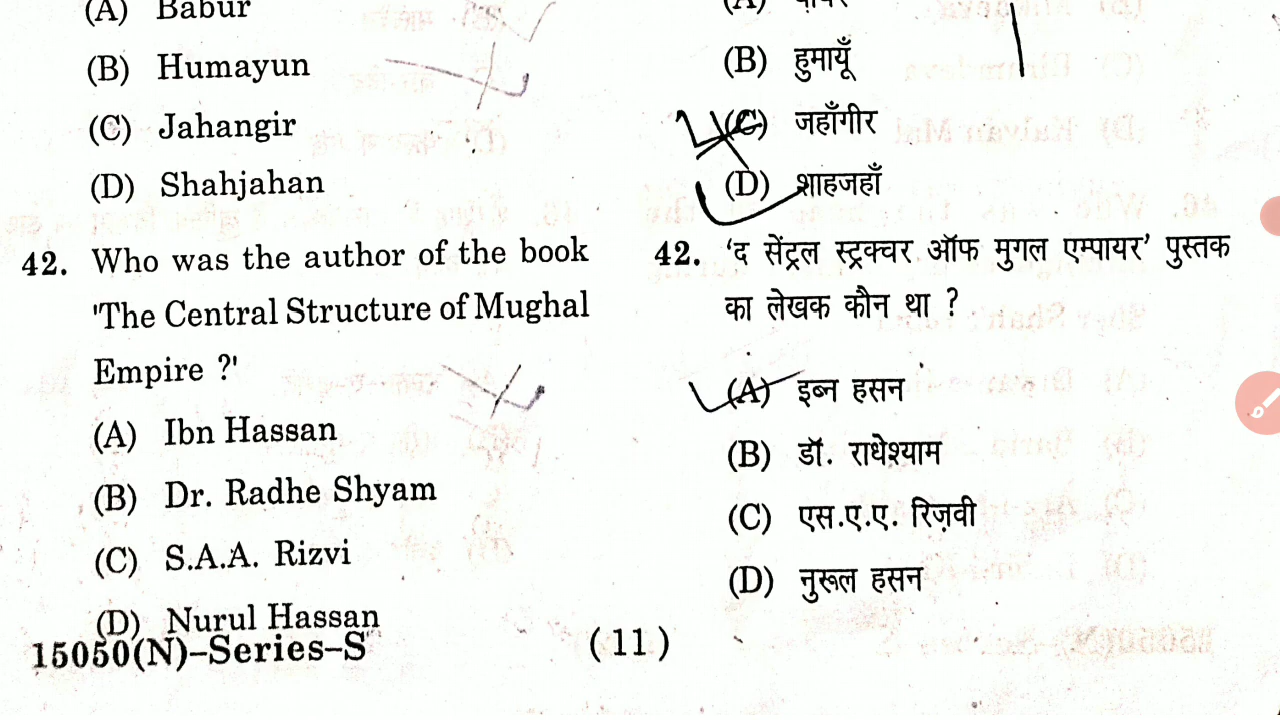 (A) Babur
(B) Humayun
(C) Jahangir
(D) Shahjahan
42. Who was the author of the book
'The Central Structure of Mughal
Empire ?'
(A) Ibn Hassan
(B) Dr. Radhe Shyam
(C) S.A.A. Rizvi
(D) Nurul Hassan
15050(N)–Series–S
(B) हुमायूँ
(C) जहाँगीर
(D) शाहजहाँ
42. ‘द सेंट्रल स्ट्रक्चर ऑफ मुगल एम्पायर’ पुस्तक
का लेखक कौन था ?
(A) इब्न हसन
(B) डॉ. राधेश्याम
(C) एस.ए.ए. रिज़वी
(D) नुरूल हसन
(11)